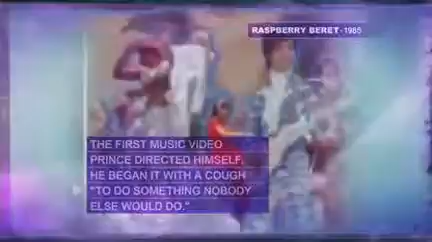 RASPBERRY BERET-1985
THE FIRST MUSIC VIDEO
PRINCE DIRECTED HIMSELF,
HE BEGAN IT WITH A COUGH
"TO DO SOMETHING NOBODY
ELSE WOULD DO."